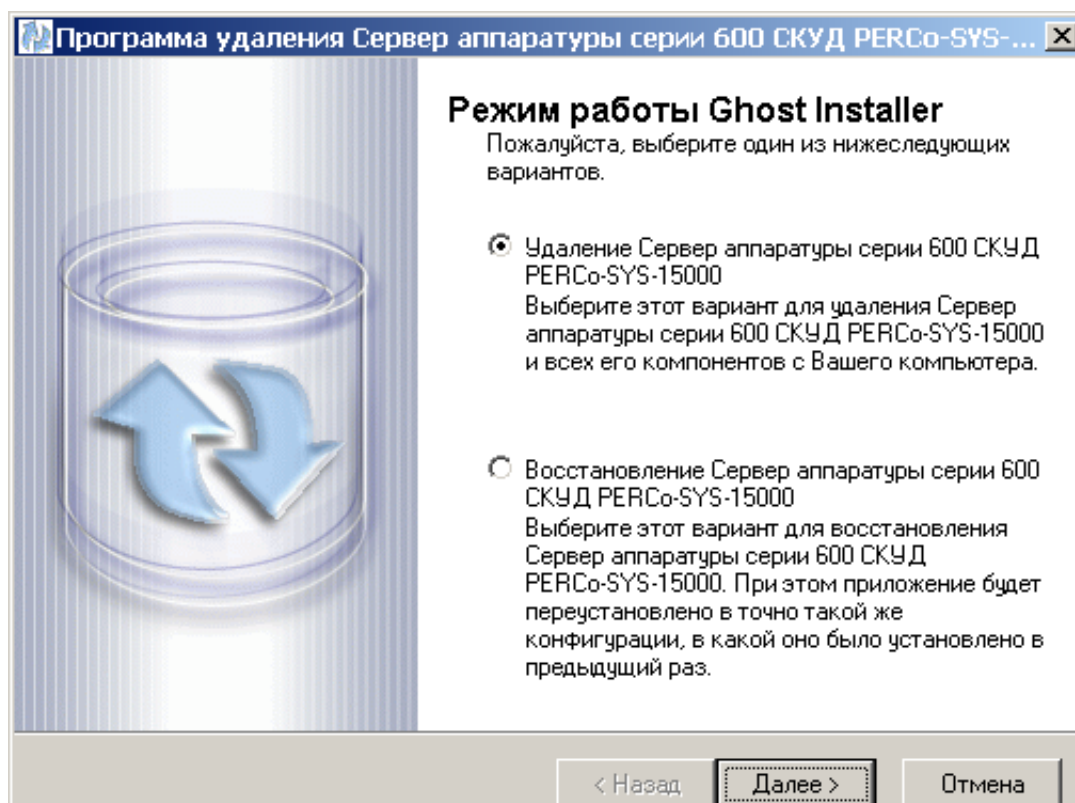 Программа удаления Сервер аппаратуры серии 600 СКУД PERCo-SYS-...
Режим работы Ghost Installer
Пожалуйста, выберите один из нижеследующих
вариантов.
Удаление Сервер аппаратуры серии 600 СКУД
PERCo-SYS-15000
Выберите этот вариант для удаления Сервер
аппаратуры серии 600 СКУД PERCo-SYS-15000
и всех его компонентов с Вашего компьютера.
Восстановление Сервер аппаратуры серии 600
СКУД PERCo-SYS-15000
Выберите этот вариант для восстановления
Сервер аппаратуры серии 600 СКУД
PERCo-SYS-15000. При этом приложение будет
переустановлено в точно такой же
конфигурации, в какой оно было установлено в
предыдущий раз.
< Назад
Далее >
Отмена